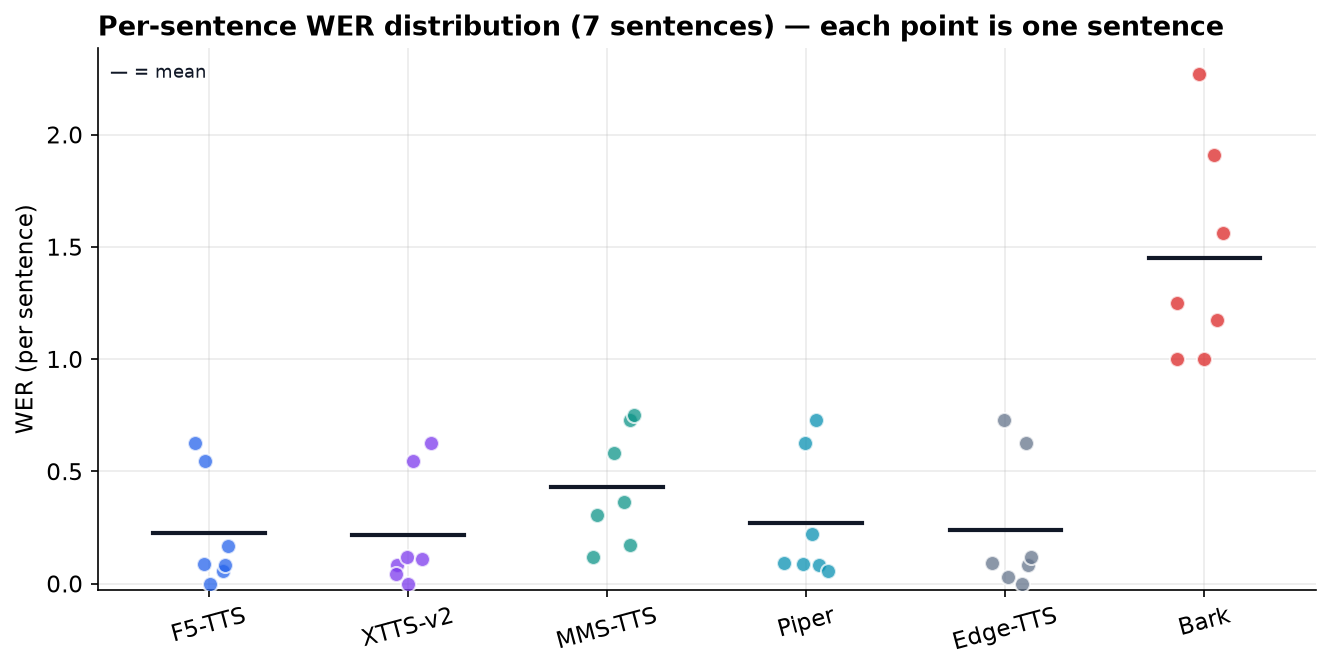 Per-sentence WER distribution (7 sentences) — each point is one sentence
— = mean
WER (per sentence)
2.0
1.5
1.0
0.5
0.0
F5-TTS
XTTS-v2
MMS-TTS
Piper
Edge-TTS
Bark